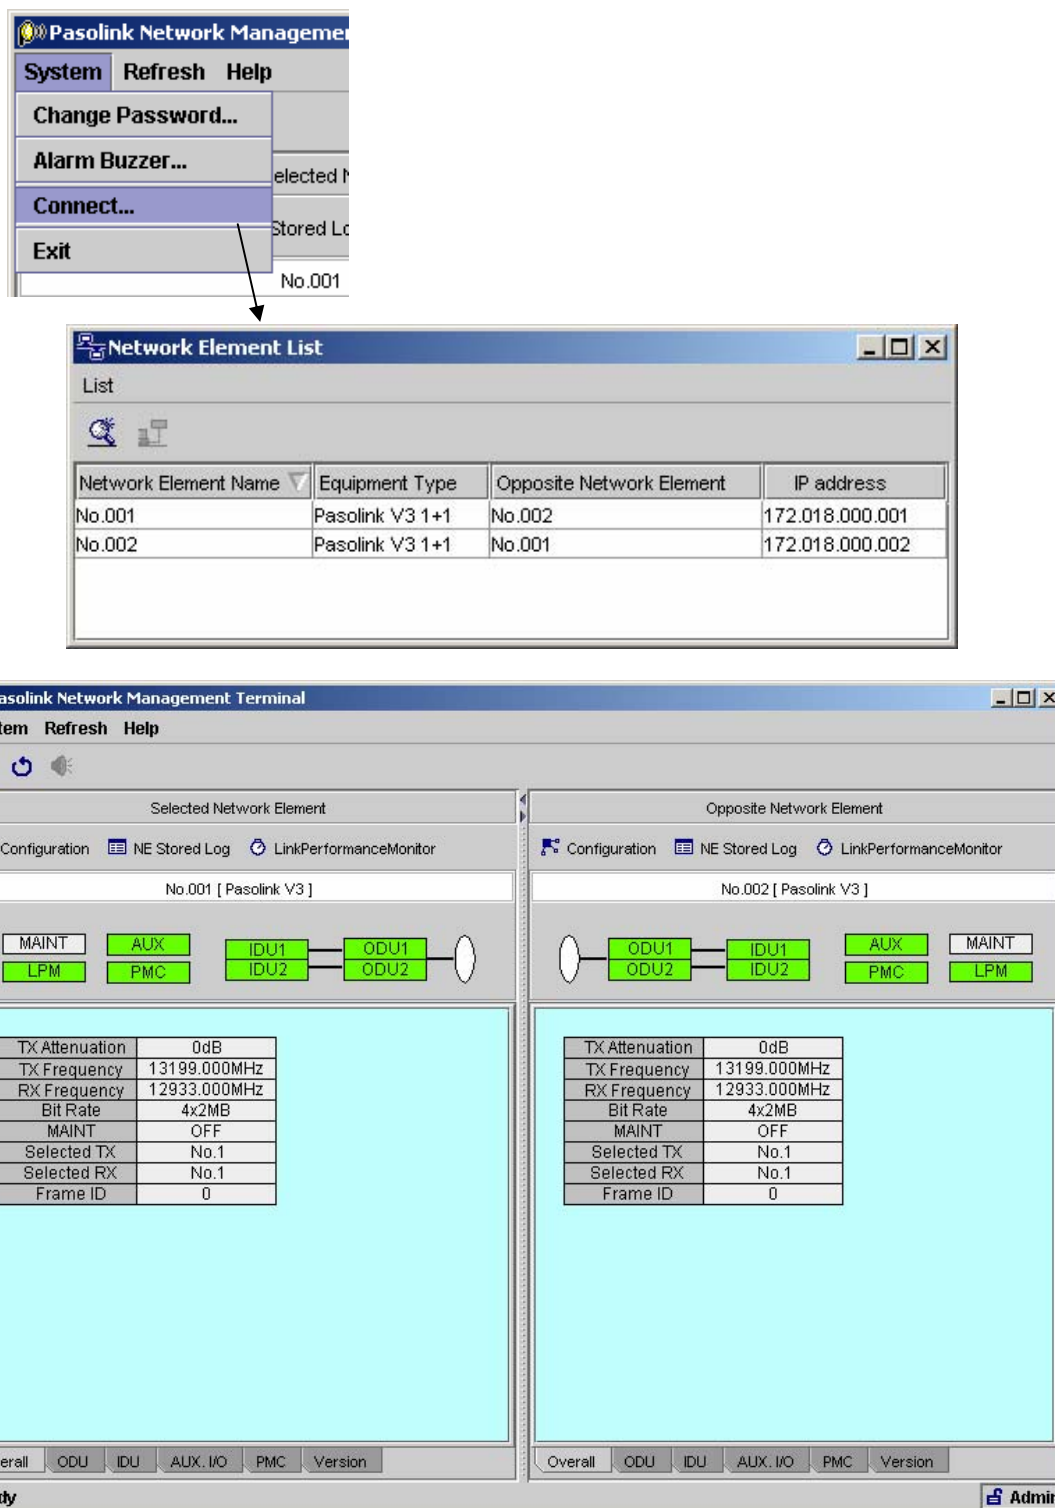 Pasolink Network Manageme
System Refresh Help
Change Password...
Alarm Buzzer...
elected N
Connect...
Stored Lo
Exit
No.001
Network Element List
List
Network Element Name Equipment Type Opposite Network Element IP address
No.001 Pasolink V3 1+1 No.002 172.018.000.001
No.002 Pasolink V3 1+1 No.001 172.018.000.002
asolink Network Management Terminal
tem Refresh Help
Selected Network Element Opposite Network Element
Configuration NE Stored Log LinkPerformanceMonitor Configuration NE Stored Log LinkPerformanceMonitor
No.001 [ Pasolink V3 ] No.002 [ Pasolink V3 ]
MAINT AUX IDU1 ODU1 ODU1 IDU1 AUX MAINT
LPM PMC IDU2 ODU2 ODU2 IDU2 PMC LPM
TX Attenuation 0dB TX Attenuation 0dB
TX Frequency 13199.000MHz TX Frequency 13199.000MHz
RX Frequency 12933.000MHz RX Frequency 12933.000MHz
Bit Rate 4x2MB Bit Rate 4x2MB
MAINT OFF MAINT OFF
Selected TX No.1 Selected TX No.1
Selected RX No.1 Selected RX No.1
Frame ID 0 Frame ID 0
erall ODU IDU AUX. I/O PMC Version Overall ODU IDU AUX. I/O PMC Version
dy Admin